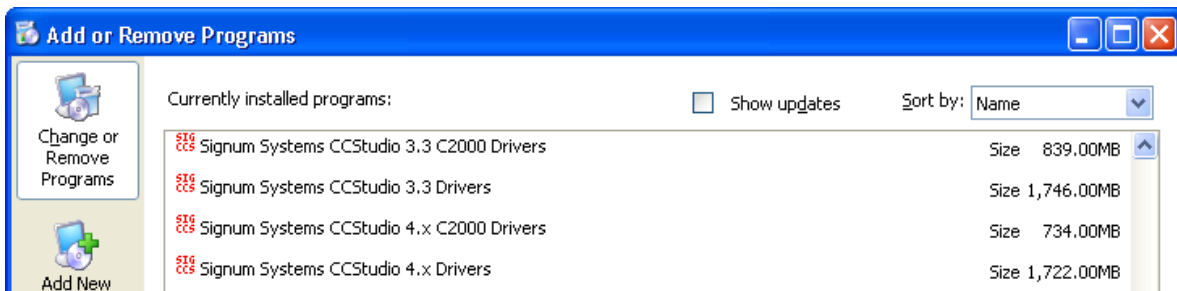 Add or Remove Programs
Change or
Remove
Programs
Currently installed programs:
Show updates
Sort by: Name
SIG CCS Signum Systems CCStudio 3.3 C2000 Drivers Size 839.00MB
SIG CCS Signum Systems CCStudio 3.3 Drivers Size 1,746.00MB
SIG CCS Signum Systems CCStudio 4.x C2000 Drivers Size 734.00MB
SIG CCS Signum Systems CCStudio 4.x Drivers Size 1,722.00MB
Add New